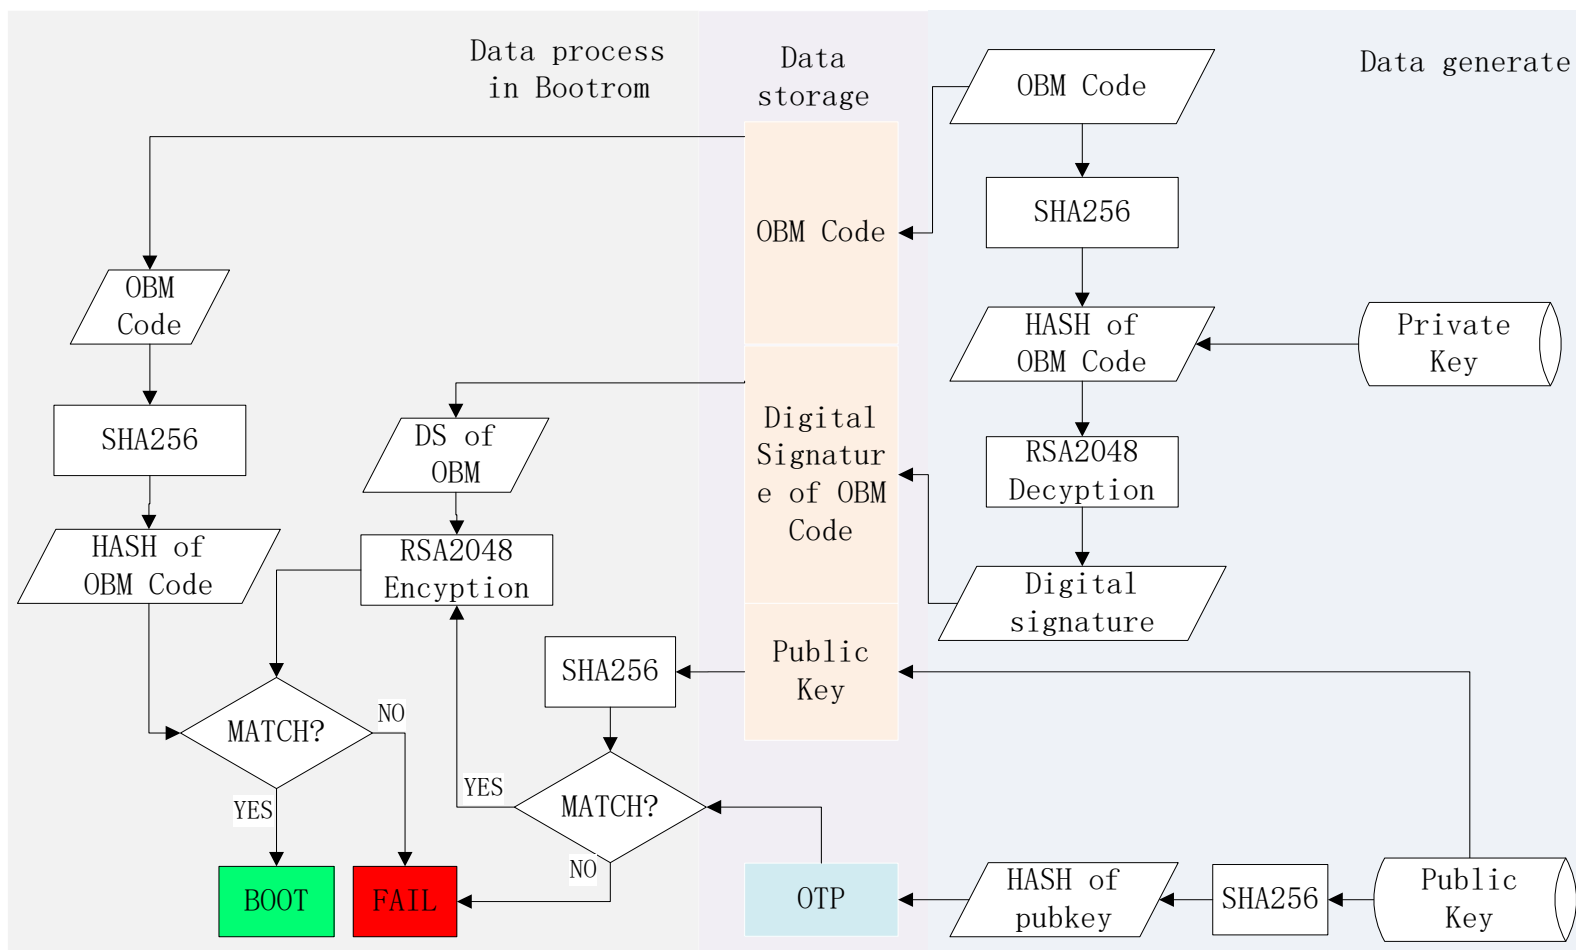 Data process
in Bootrom
Data
storage
Data generate
OBM Code
SHA256
OBM Code
OBM
Code
HASH of
OBM Code
Private
Key
SHA256
DS of
OBM
Digital
Signatur
e of OBM
Code
RSA2048
Decyption
HASH of
OBM Code
RSA2048
Encyption
Digital
signature
SHA256
Public
Key
MATCH?
NO
YES
YES
MATCH?
NO
BOOT
FAIL
OTP
HASH of
pubkey
SHA256
Public
Key